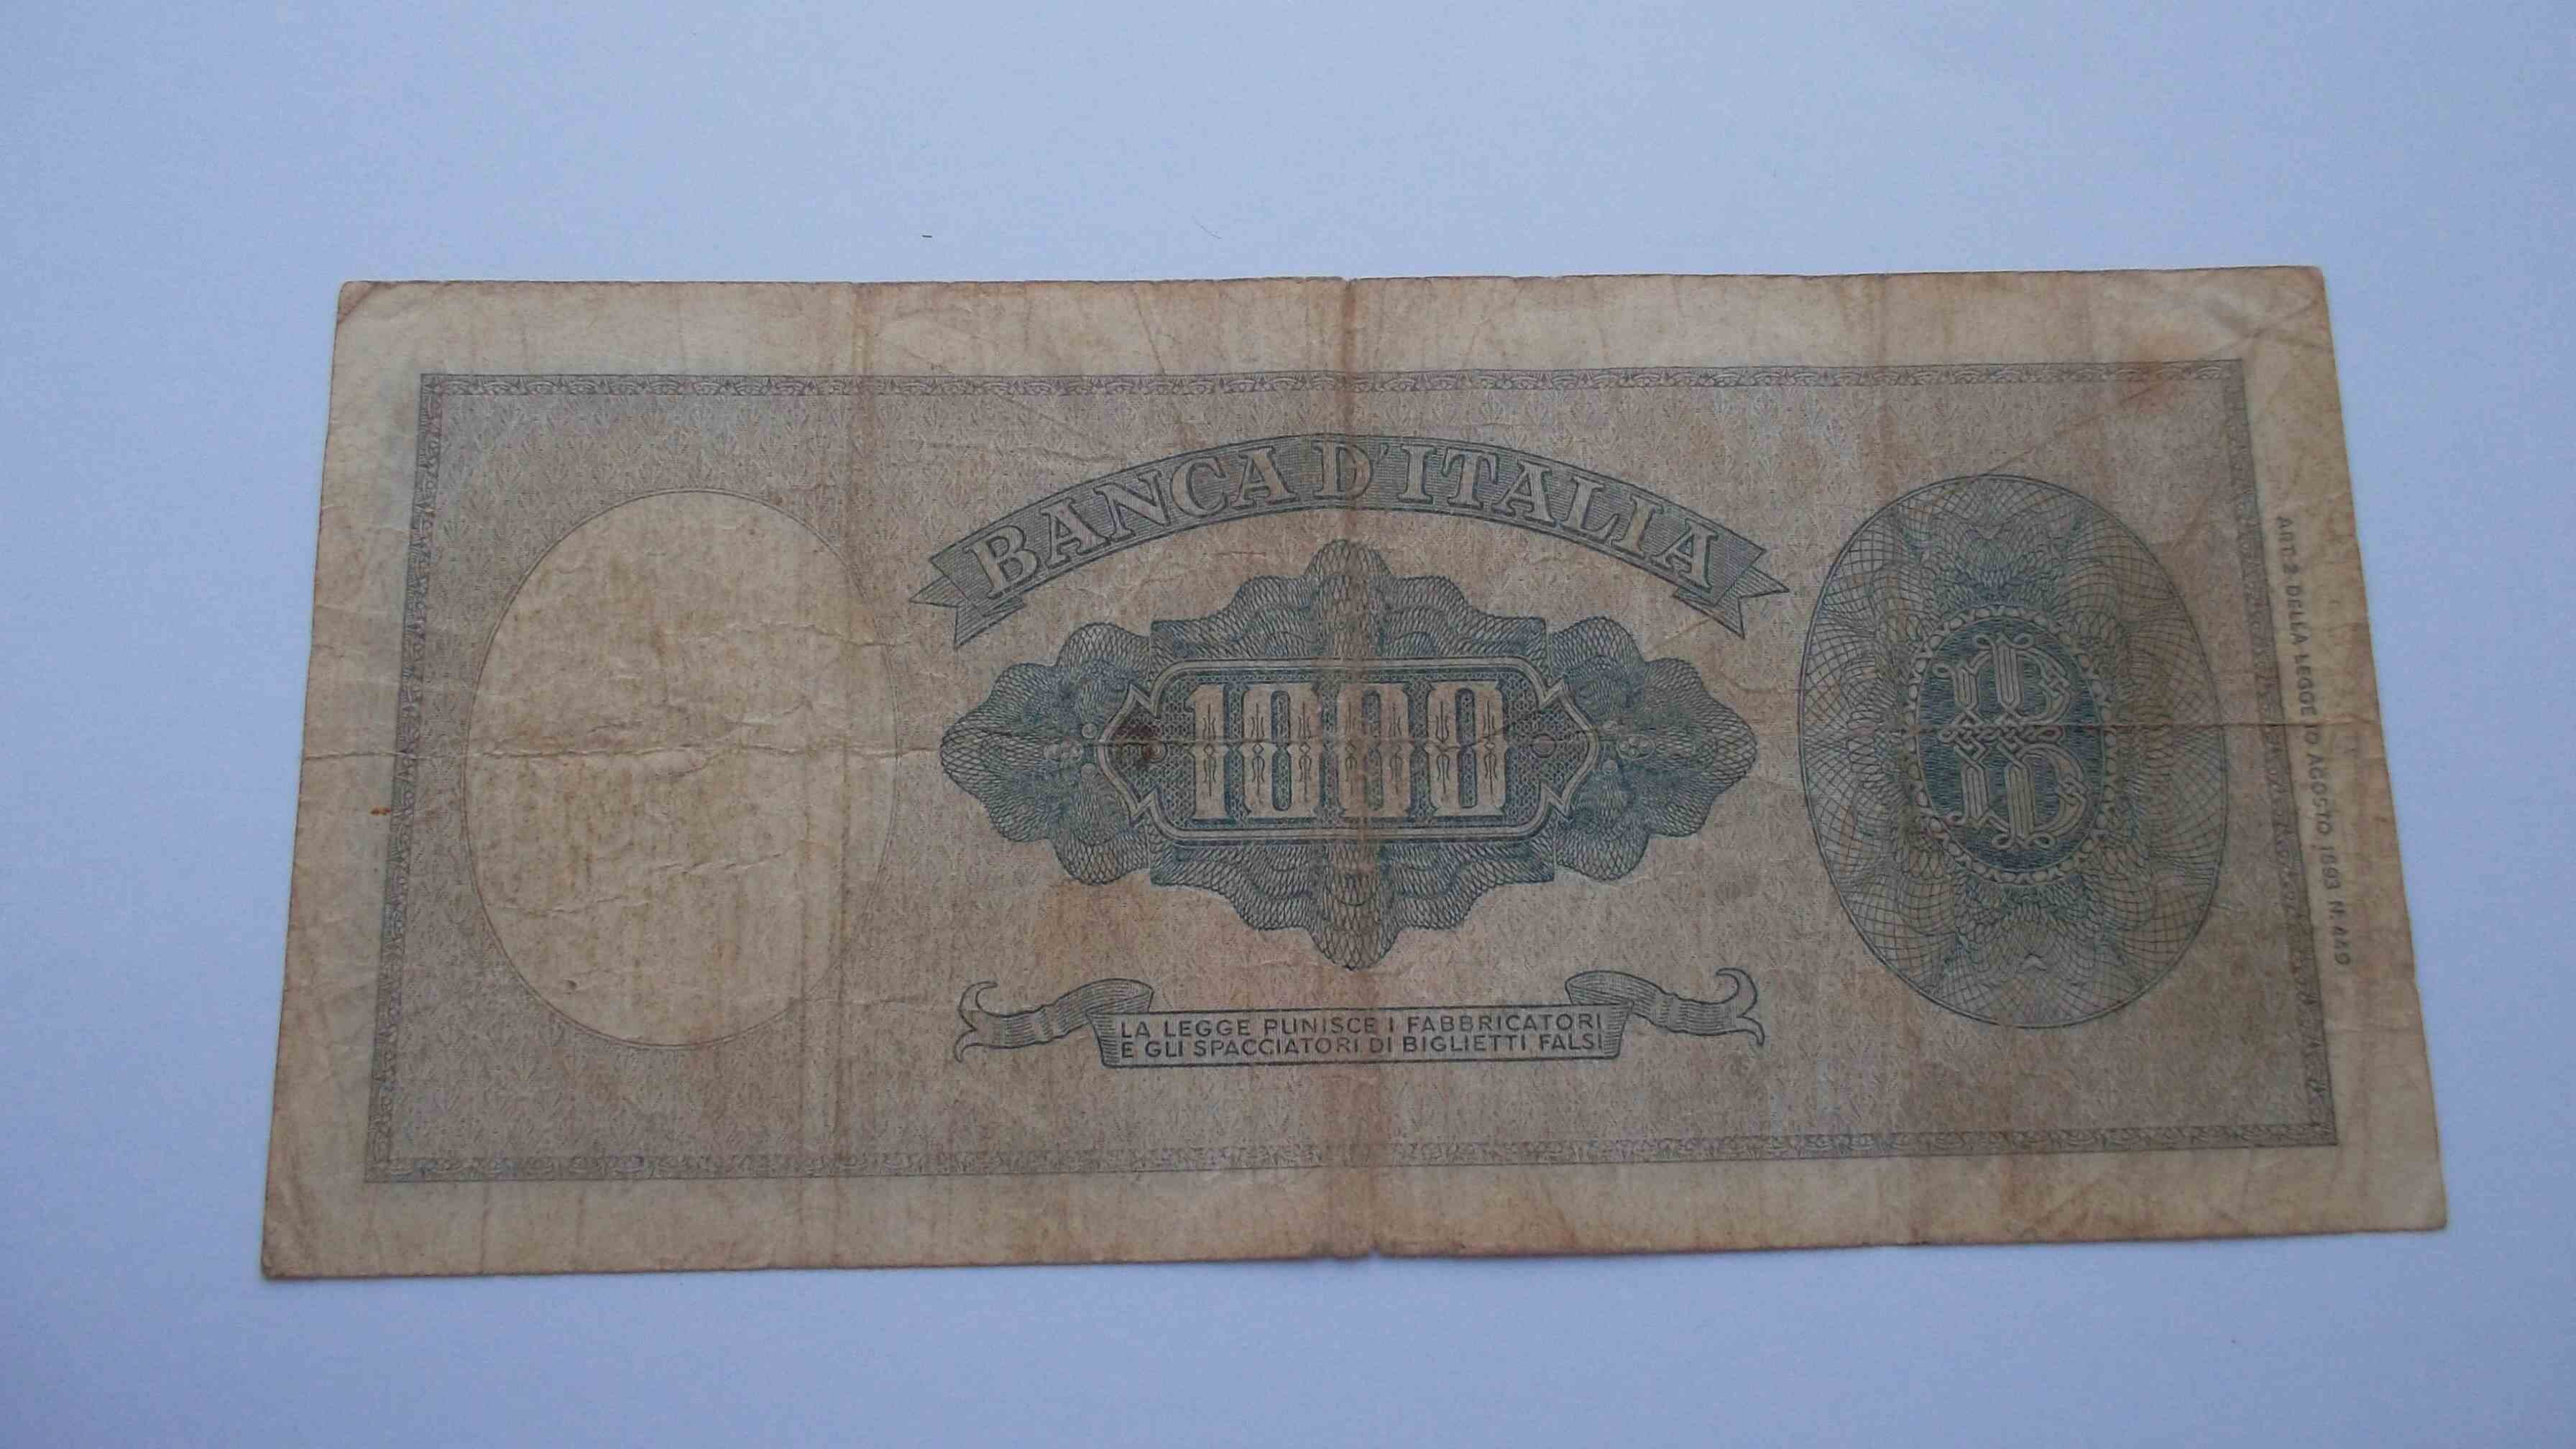 BANCA D'ITALIA
1000
LA LEGGE PUNISCE I FABBRICATORI
E GLI SPACCIATORI DI BIGLIETTI FALSI
ART. 2 DELLA LEGGE 10 AGOSTO 1893 N. 449